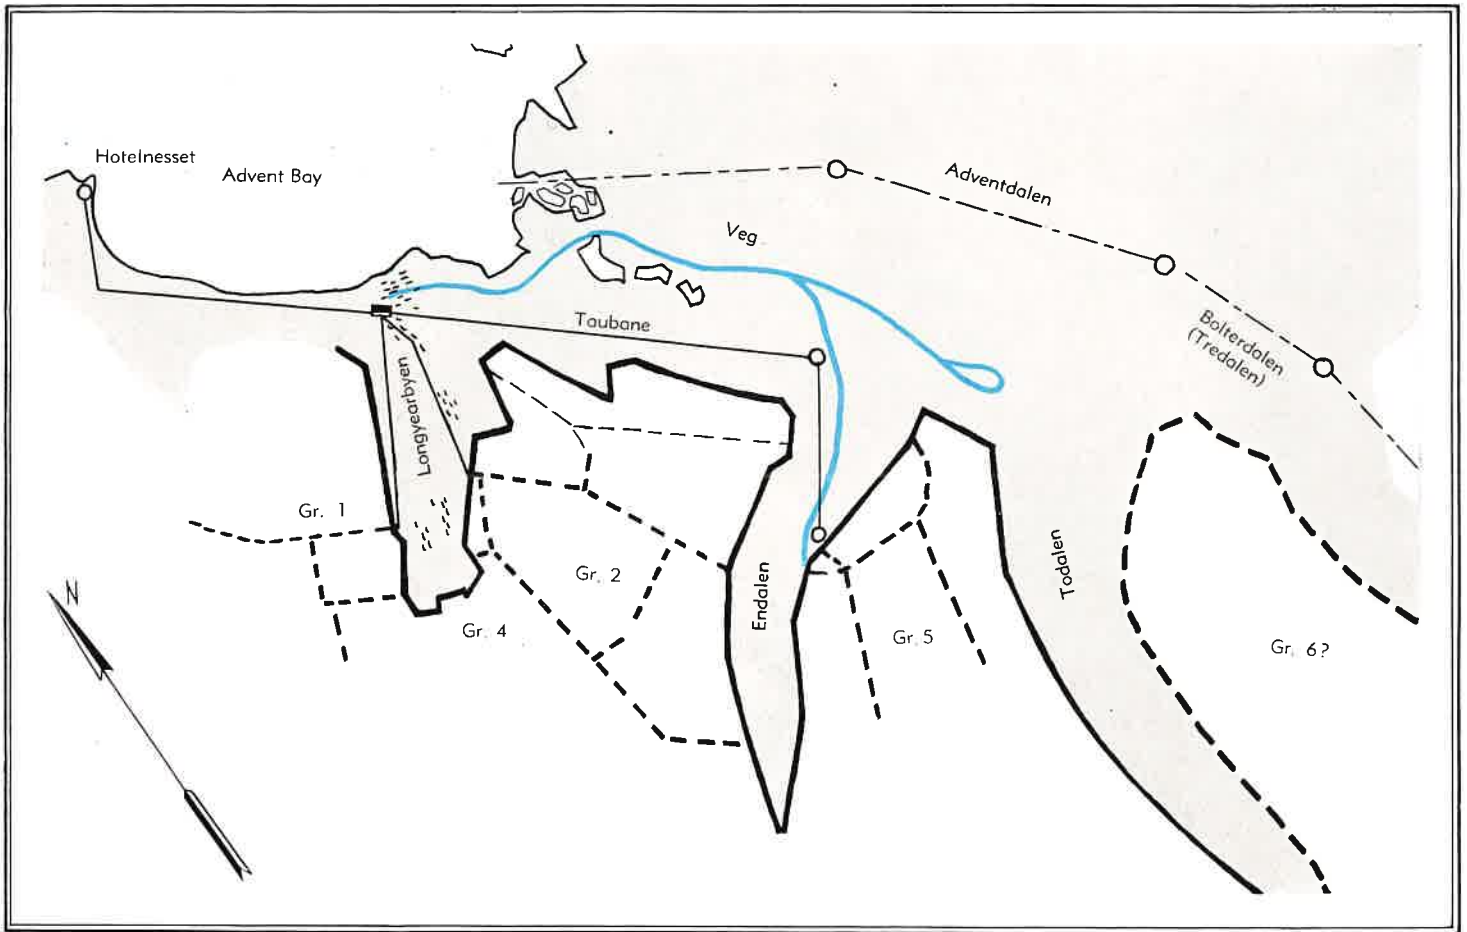 Hotelnesset
Advent Bay
Adventdalen
Veg
Taubane
Bolterdalen
(Tredalen)
Longyearbyen
Gr. 1
Gr. 2
Endalen
Todalen
Gr. 4
Gr. 5
Gr. 6?
N